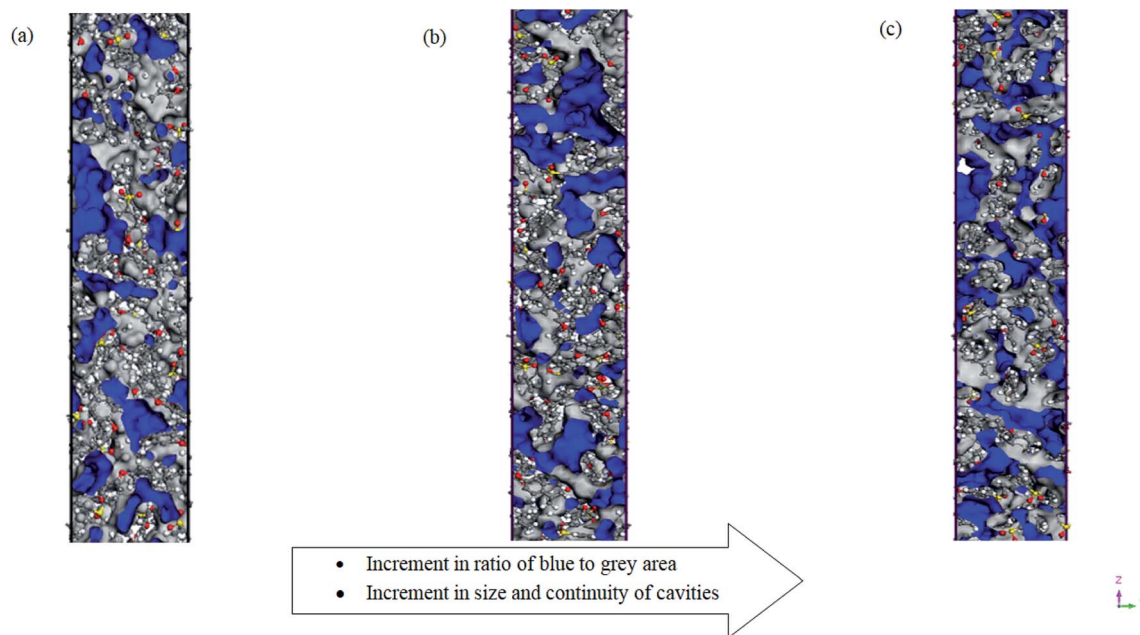 (a)
(b)
(c)
• Increment in ratio of blue to grey area
• Increment in size and continuity of cavities
Z